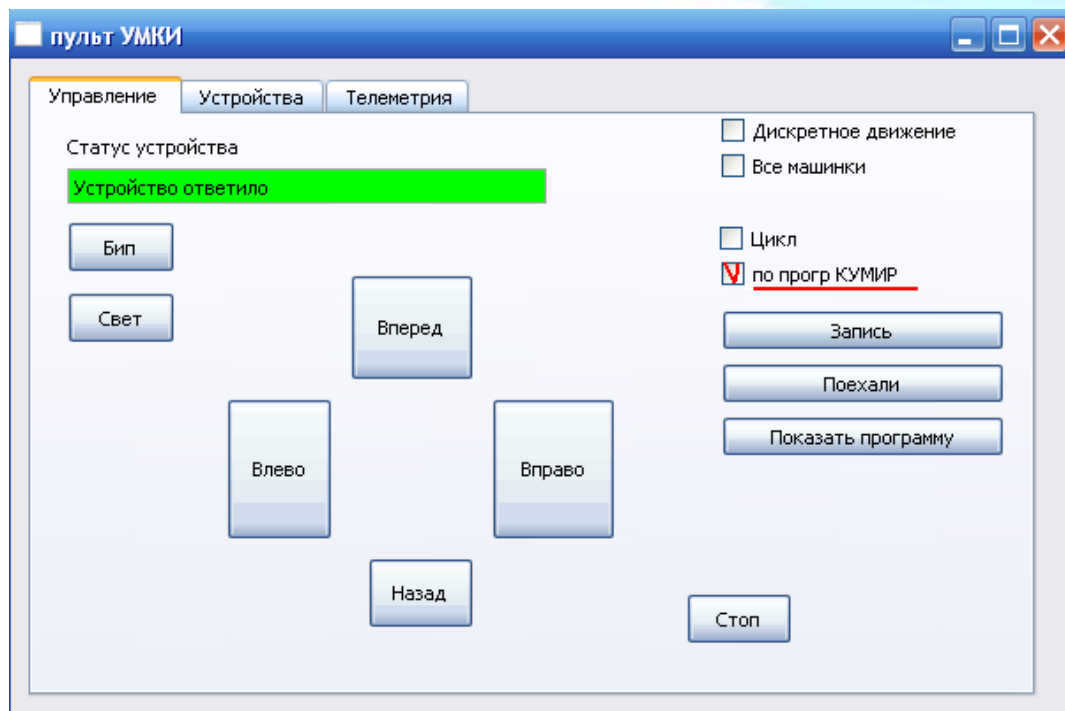 пульт УМКИ
Управление Устройства Телеметрия
Статус устройства
Устройство ответило
Бип
Свет
Вперед
Влево
Вправо
Назад
Дискретное движение
Все машинки
Цикл
по прогр КУМИР
Запись
Поехали
Показать программу
Стоп